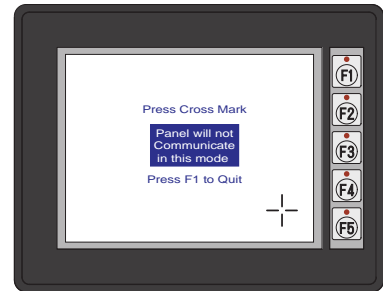 Press Cross Mark
Panel will not
Communicate
in this mode
Press F1 to Quit
F1
F2
F3
F4
F5